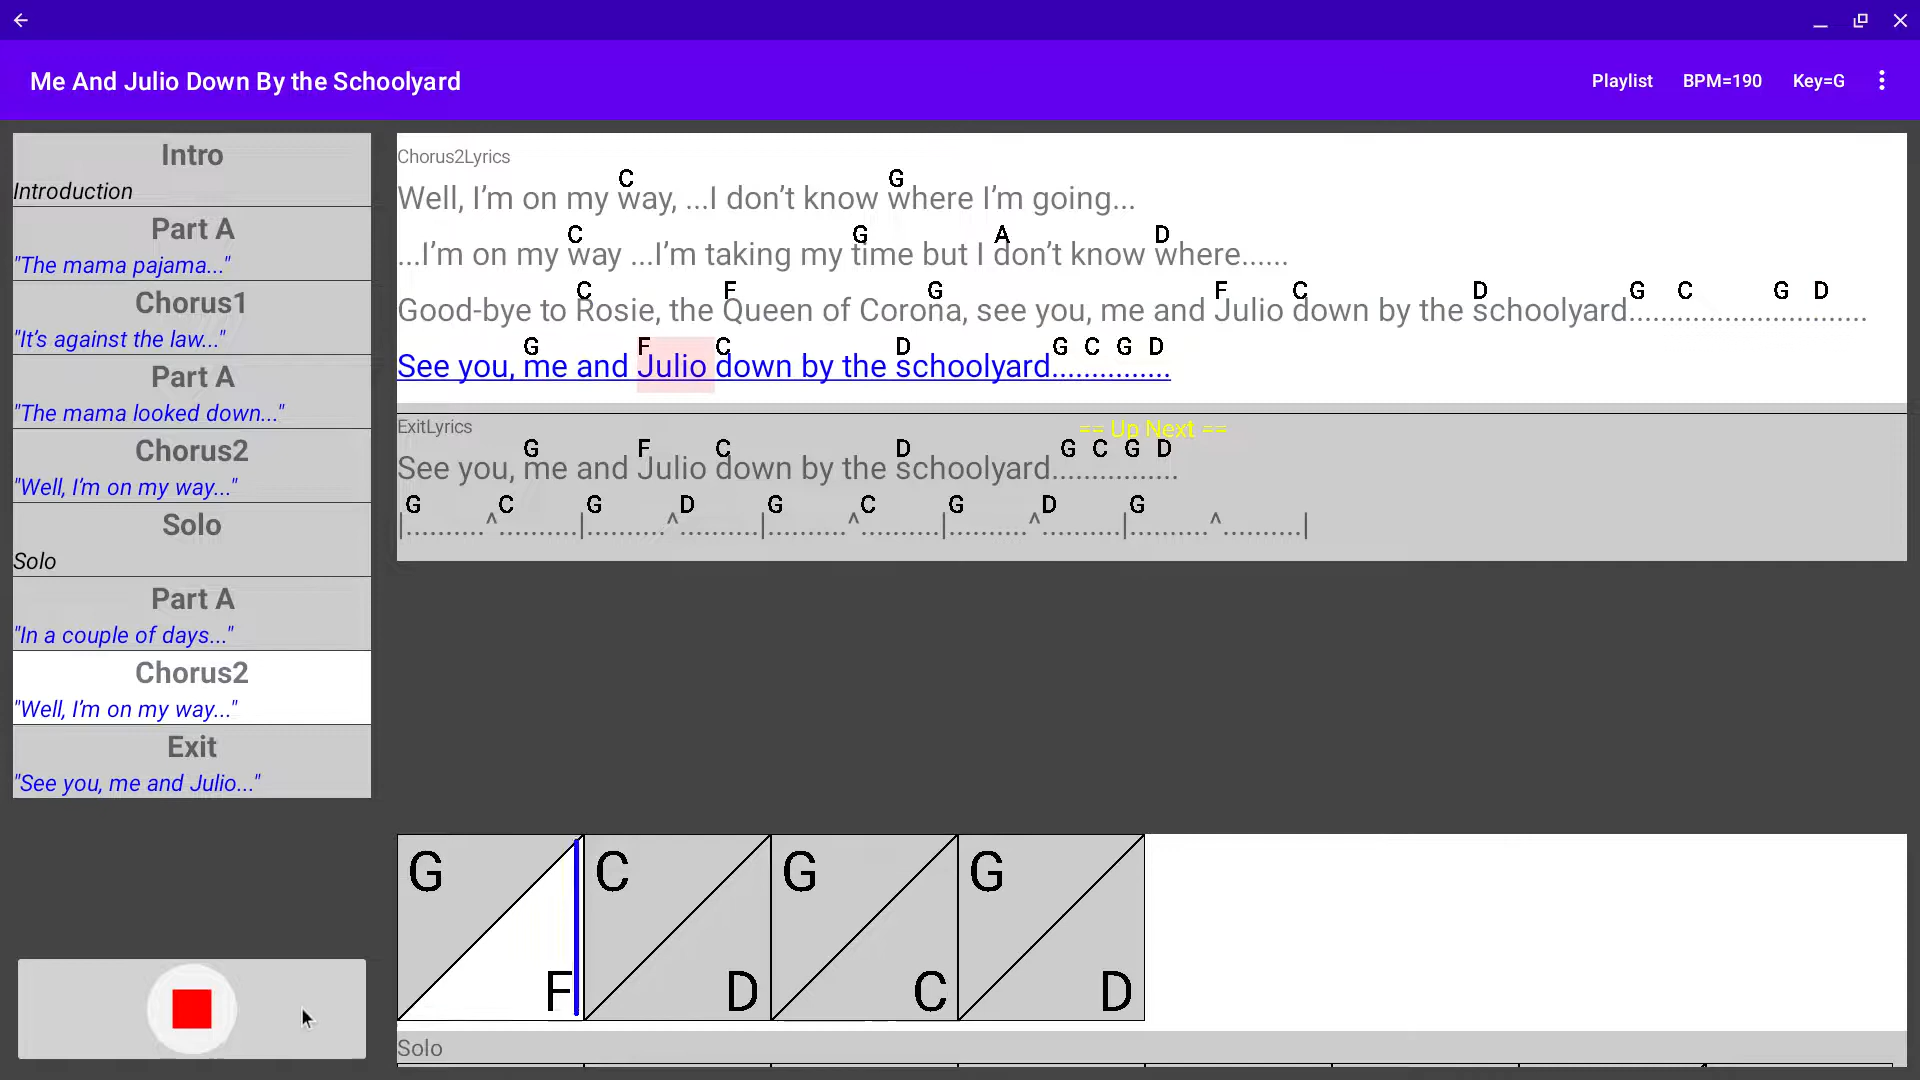 Me And Julio Down By the Schoolyard
Playlist BPM=190 Key=G
Intro
Introduction
Part A
"The mama pajama..."
Chorus1
"It’s against the law..."
Part A
"The mama looked down..."
Chorus2
"Well, I’m on my way..."
Solo
Solo
Part A
"In a couple of days..."
Chorus2
"Well, I’m on my way..."
Exit
"See you, me and Julio..."
Chorus2Lyrics
C G
Well, I’m on my way, ...I don’t know where I’m going...
C G A D
...I’m on my way ...I’m taking my time but I don’t know where......
C F G F C D G C G D
Good-bye to Rosie, the Queen of Corona, see you, me and Julio down by the schoolyard..............................
G F C D G C G D
See you, me and Julio down by the schoolyard...............
ExitLyrics
== Up Next ==
G F C D G C G D
See you, me and Julio down by the schoolyard................
G C G D G C G D G
|..........^..........|..........^..........|..........^..........|..........^..........|..........^..........|
G C G G
F D C D
Solo